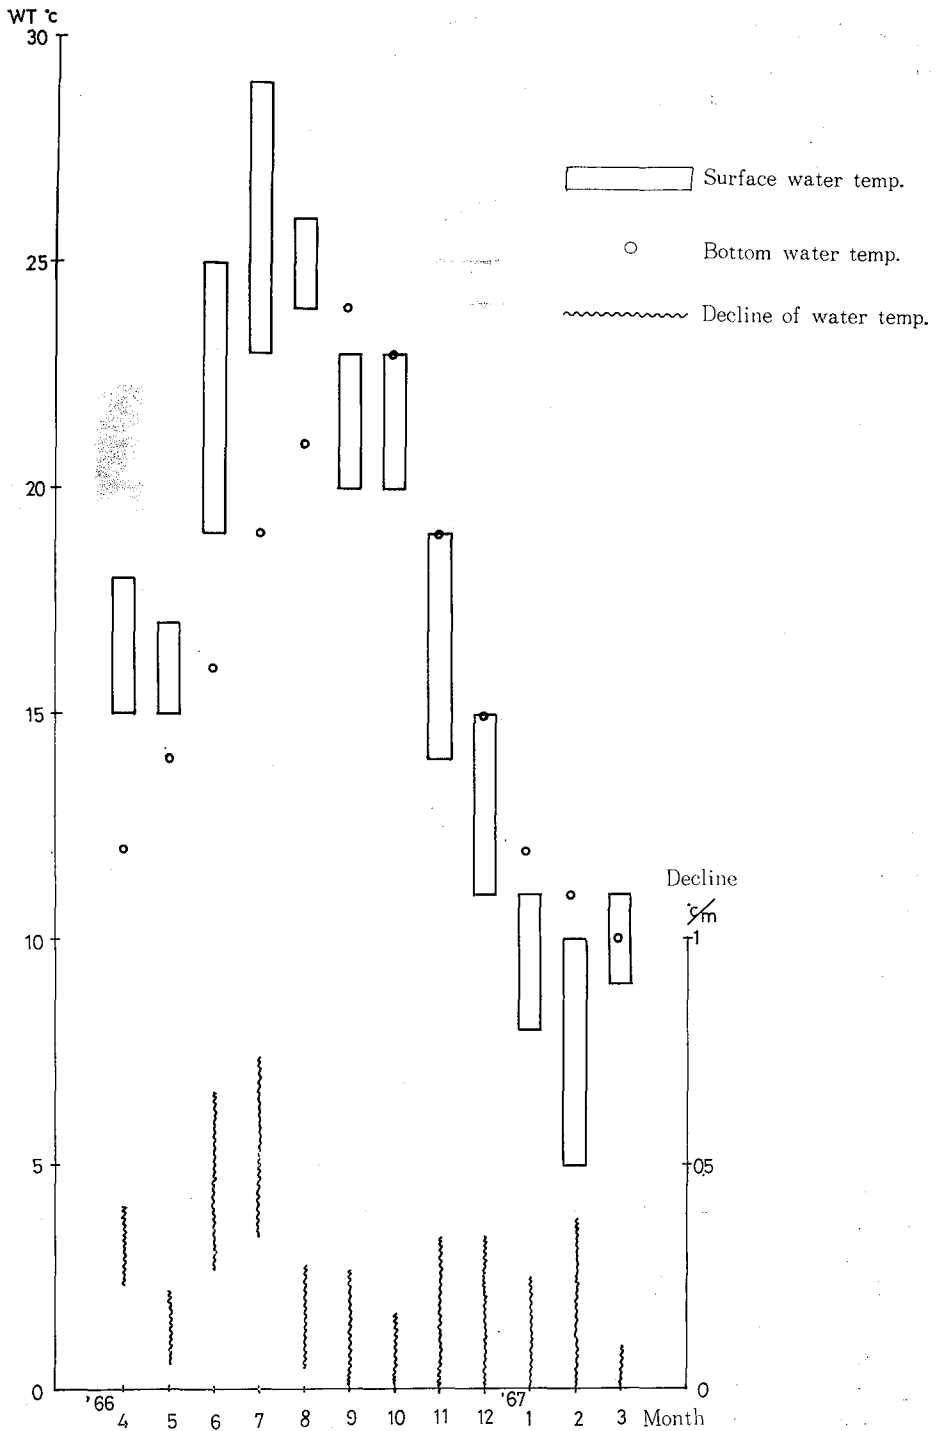 WT °c
30
25
20
15
10
5
0
Surface water temp.
Bottom water temp.
Decline of water temp.
Decline
°c/m
1
0.5
0
'66
'67
4 5 6 7 8 9 10 11 12 1 2 3 Month